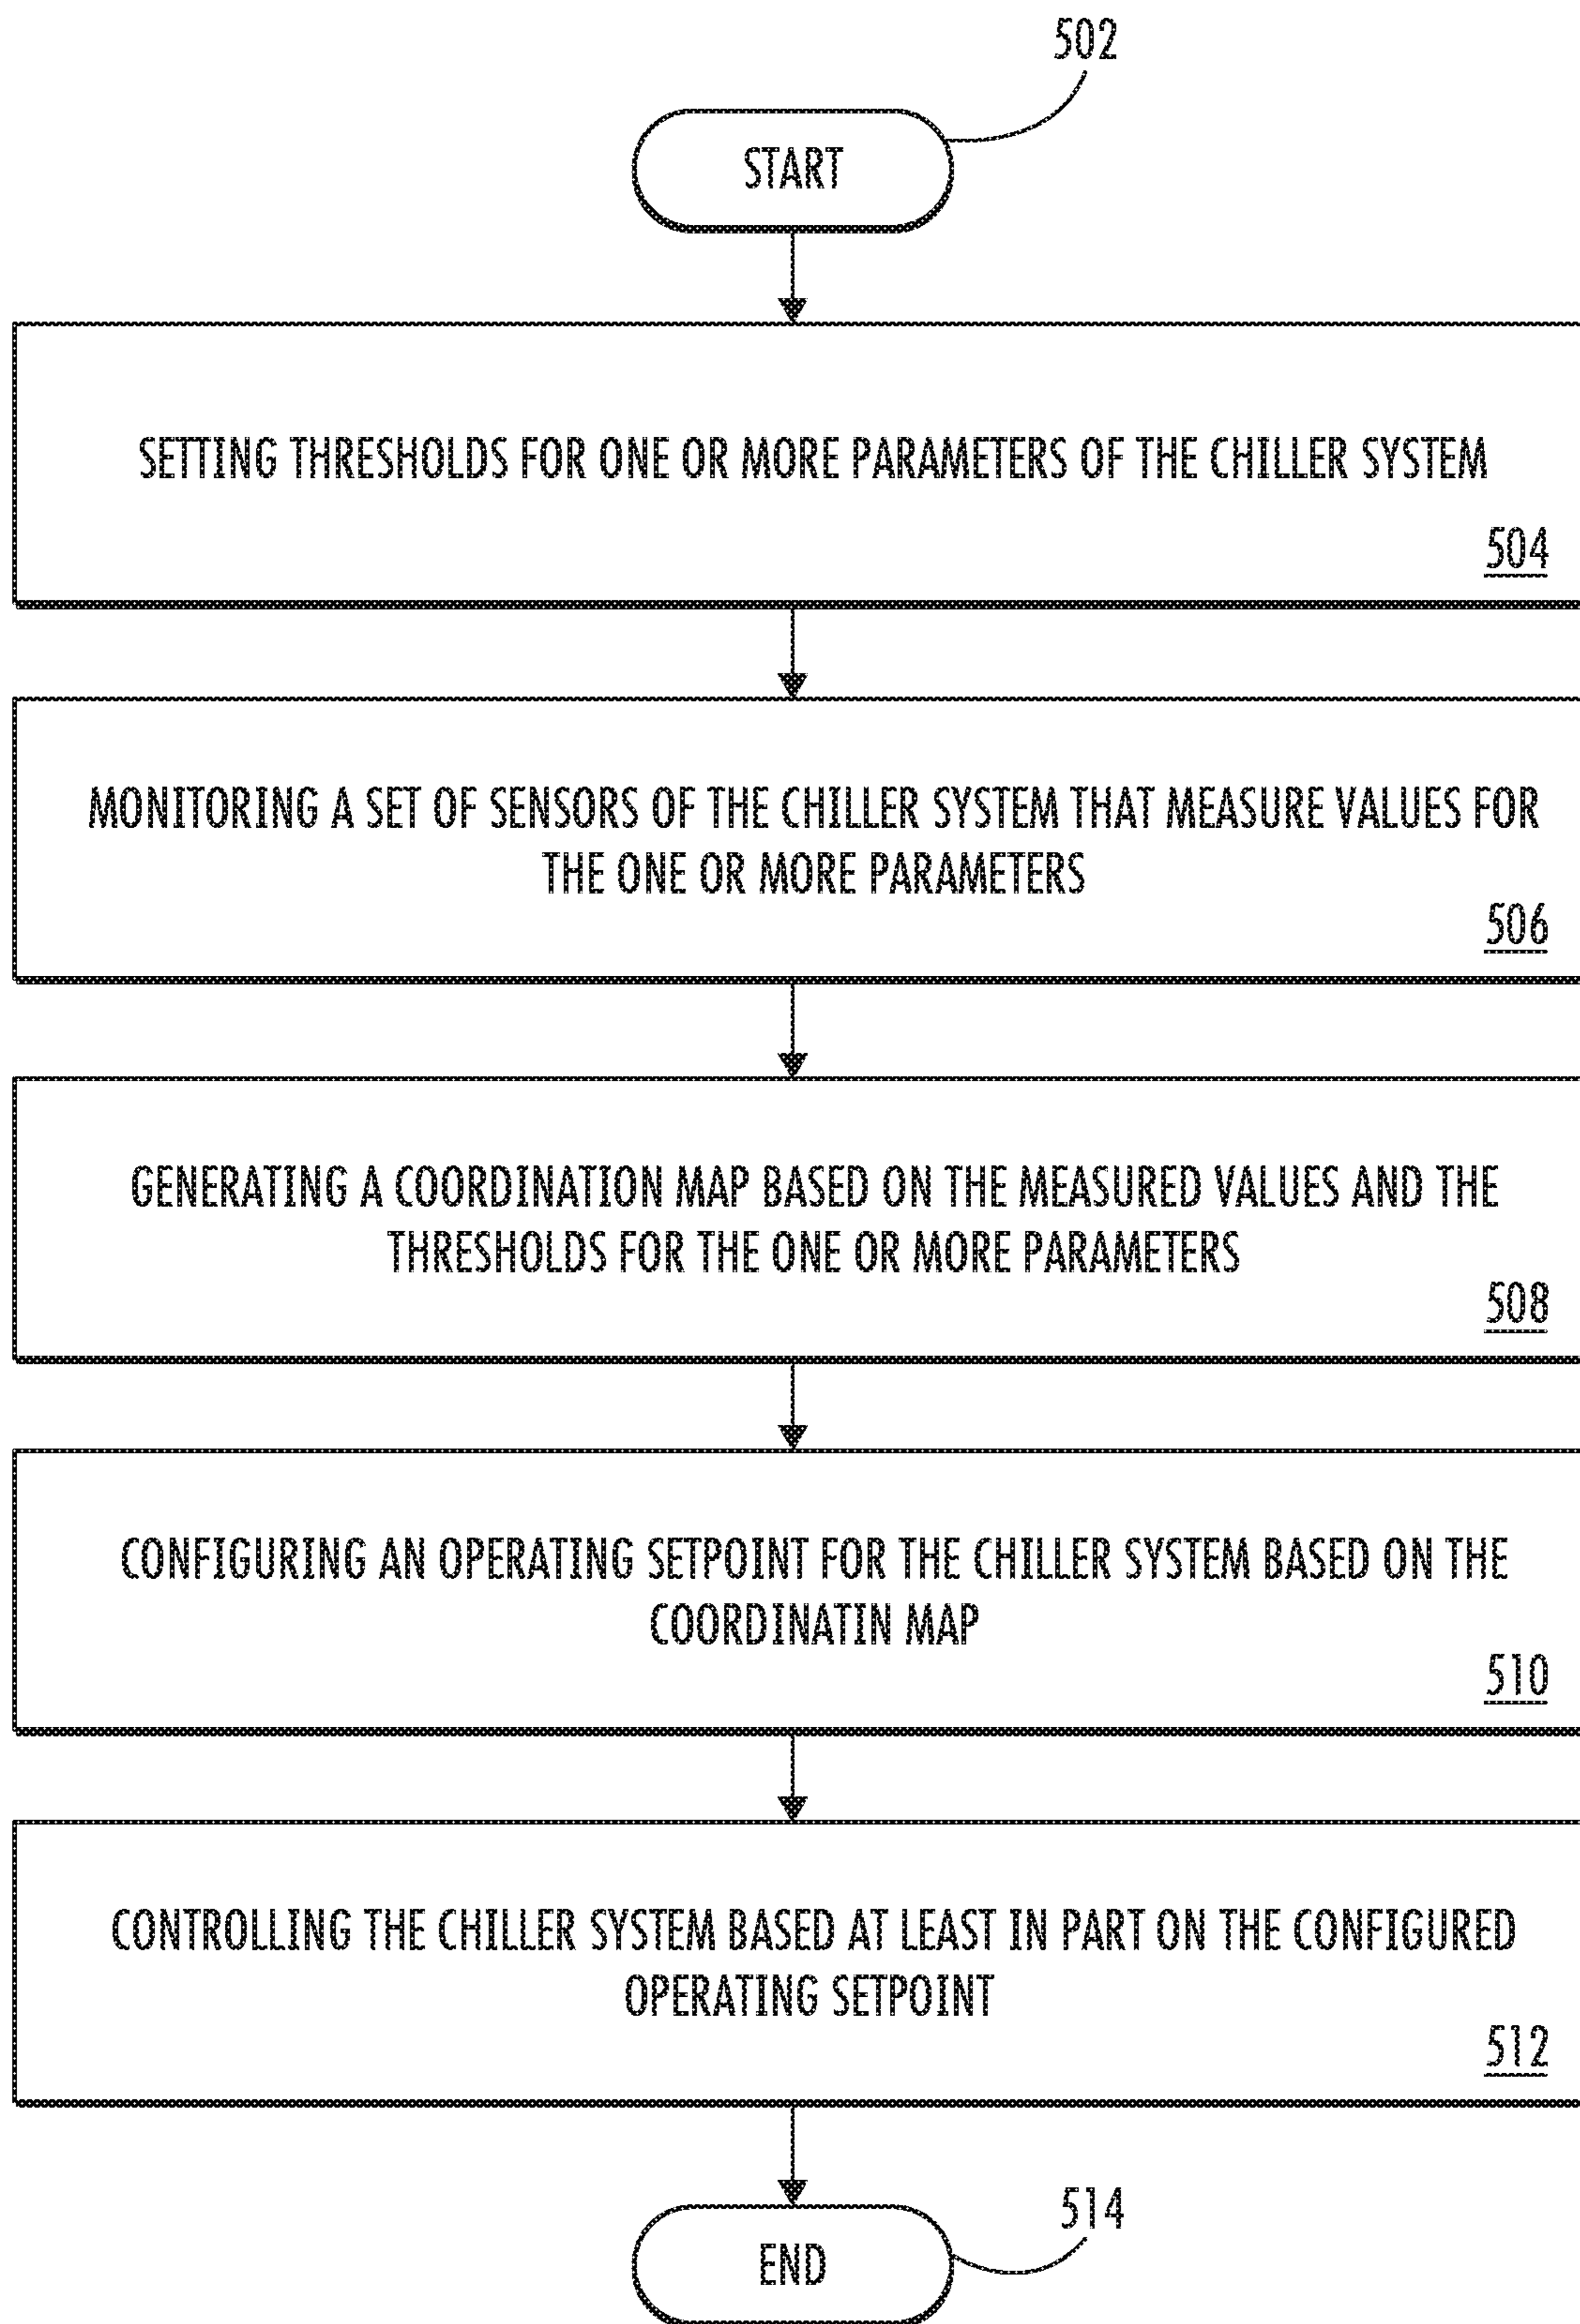 502
START
SETTING THRESHOLDS FOR ONE OR MORE PARAMETERS OF THE CHILLER SYSTEM
504
MONITORING A SET OF SENSORS OF THE CHILLER SYSTEM THAT MEASURE VALUES FOR
THE ONE OR MORE PARAMETERS
506
GENERATING A COORDINATION MAP BASED ON THE MEASURED VALUES AND THE
THRESHOLDS FOR THE ONE OR MORE PARAMETERS
508
CONFIGURING AN OPERATING SETPOINT FOR THE CHILLER SYSTEM BASED ON THE
COORDINATIN MAP
510
CONTROLLING THE CHILLER SYSTEM BASED AT LEAST IN PART ON THE CONFIGURED
OPERATING SETPOINT
512
514
END